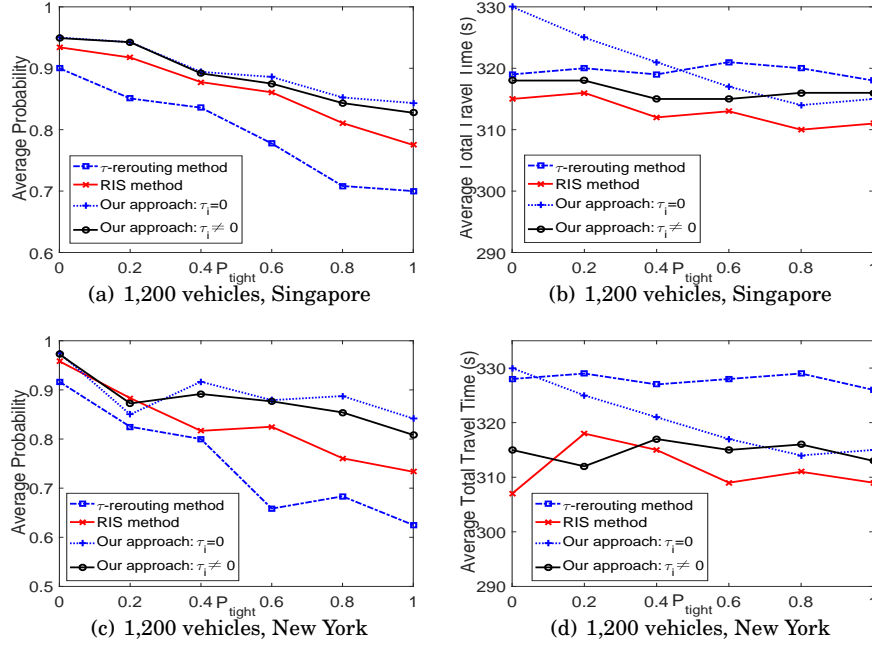 Average Probability
1
0.9
0.8
0.7
0.6
0
0.2
0.4
0.6
0.8
1
P tight
τ-rerouting method
RIS method
Our approach: τi=0
Our approach: τi≠ 0
(a) 1,200 vehicles, Singapore
Average Total Travel Time (s)
330
320
310
300
290
0
0.2
0.4
0.6
0.8
1
P tight
τ-rerouting method
RIS method
Our approach: τi=0
Our approach: τi≠ 0
(b) 1,200 vehicles, Singapore
Average Probability
1
0.9
0.8
0.7
0.6
0.5
0
0.2
0.4
0.6
0.8
1
P tight
τ-rerouting method
RIS method
Our approach: τi=0
Our approach: τi≠ 0
(c) 1,200 vehicles, New York
Average Total Travel Time (s)
330
320
310
300
290
0
0.2
0.4
0.6
0.8
1
P tight
τ-rerouting method
RIS method
Our approach: τi=0
Our approach: τi≠ 0
(d) 1,200 vehicles, New York